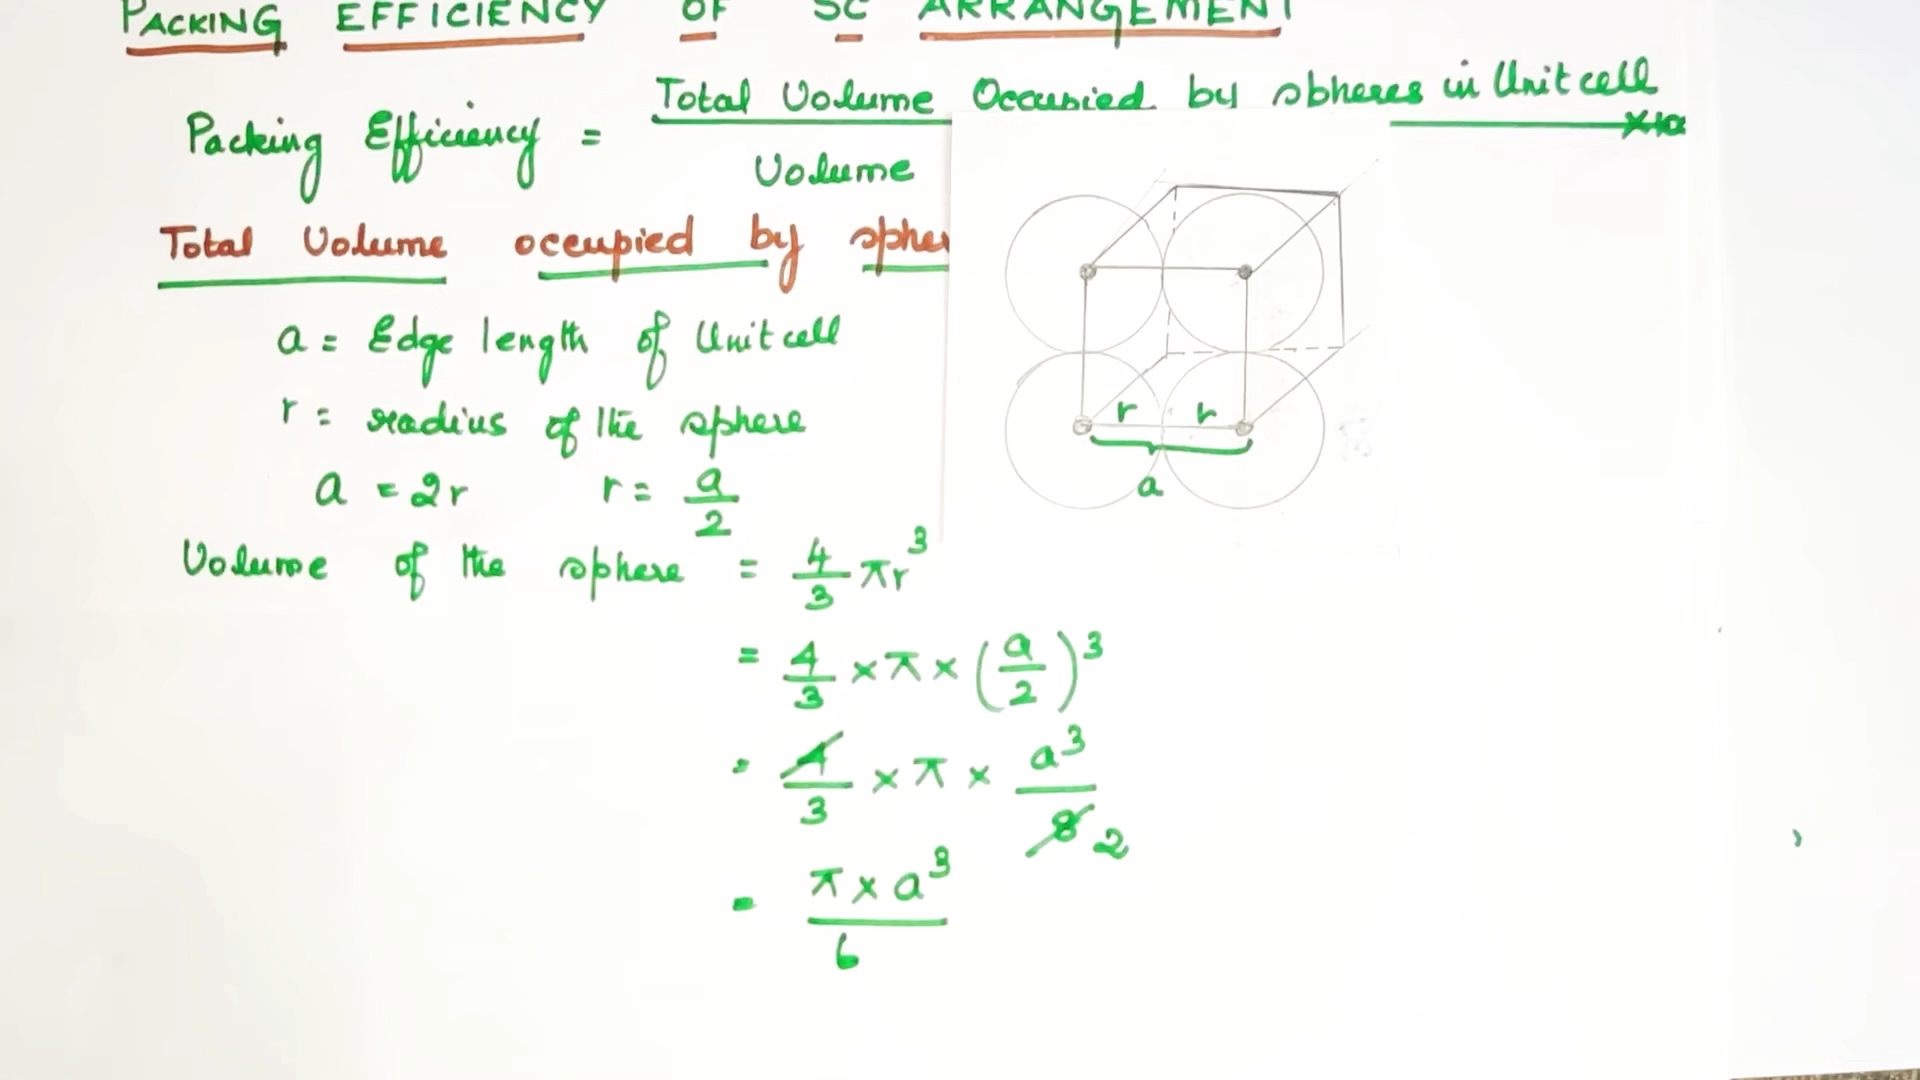 PACKING EFFICIENCY OF SC ARRANGEMENT
Packing Efficiency = Total Volume Occupied by spheres in Unit cell
Volume
Total Volume occupied by spher
a = Edge length of Unit cell
r = radius of the sphere
a = 2r r = a/2
Volume of the sphere = 4/3 πr³
= 4/3 × π × (a/2)³
= 4/3 × π × a³/8 2
= π × a³/6
r r
a